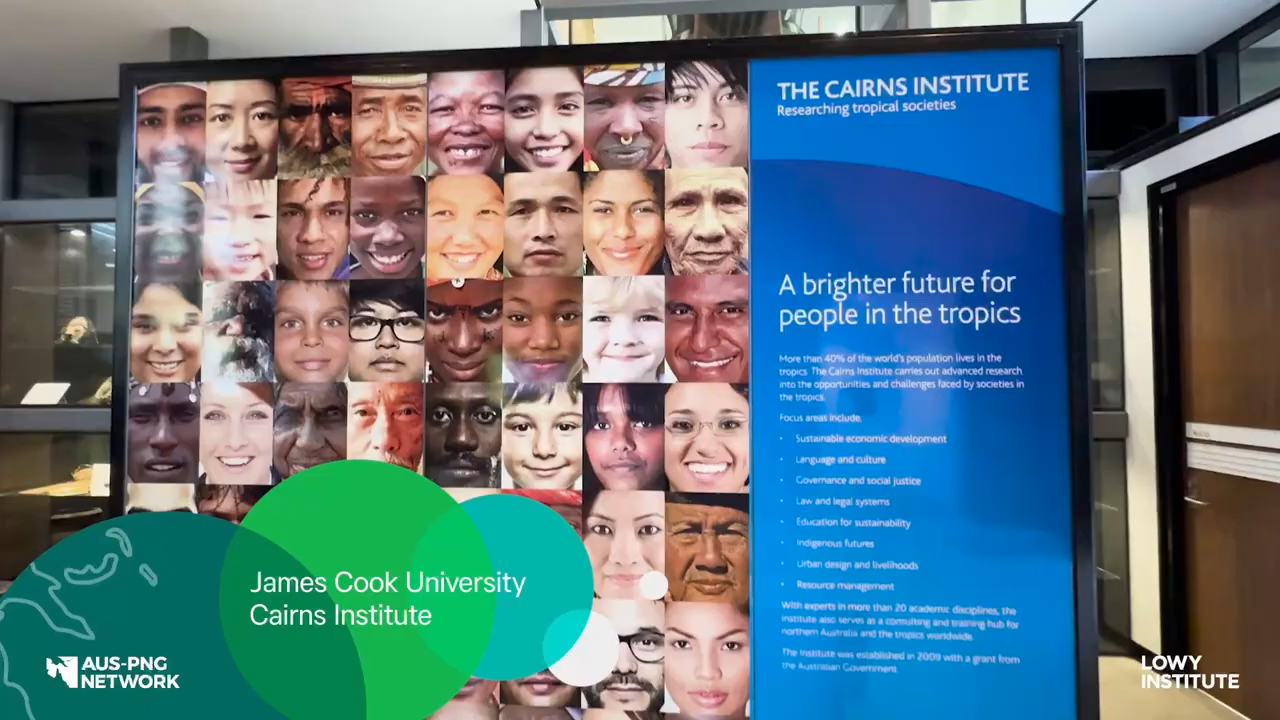 THE CAIRNS INSTITUTE
Researching tropical societies
A brighter future for
people in the tropics
More than 40% of the world's population lives in the
tropics. The Cairns Institute carries out advanced research
into the opportunities and challenges faced by societies in
the tropics.
Focus areas include:
· Sustainable economic development
· Language and culture
· Governance and social justice
· Law and legal systems
· Education for sustainability
· Indigenous futures
· Urban design and livelihoods
· Resource management
With experts in more than 20 academic disciplines, the
institute also serves as a consulting and training hub for
northern Australia and the tropics worldwide.
The institute was established in 2009 with a grant from
the Australian Government.
James Cook University
Cairns Institute
AUS-PNG
NETWORK
LOWY
INSTITUTE